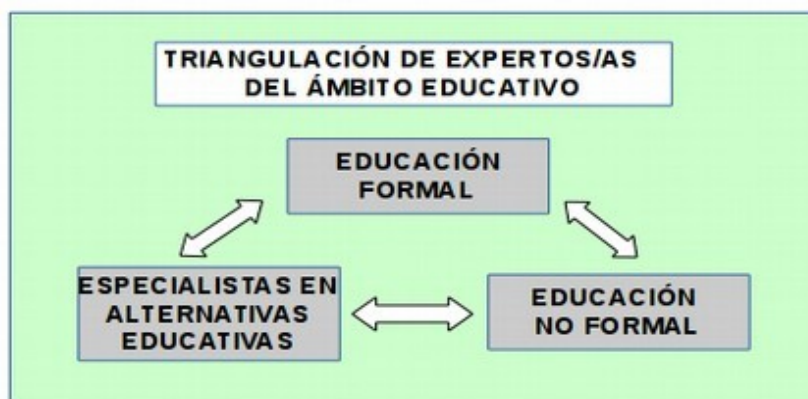 TRIANGULACIÓN DE EXPERTOS/AS
DEL ÁMBITO EDUCATIVO
EDUCACIÓN
FORMAL
ESPECIALISTAS EN
ALTERNATIVAS
EDUCATIVAS
EDUCACIÓN
NO FORMAL